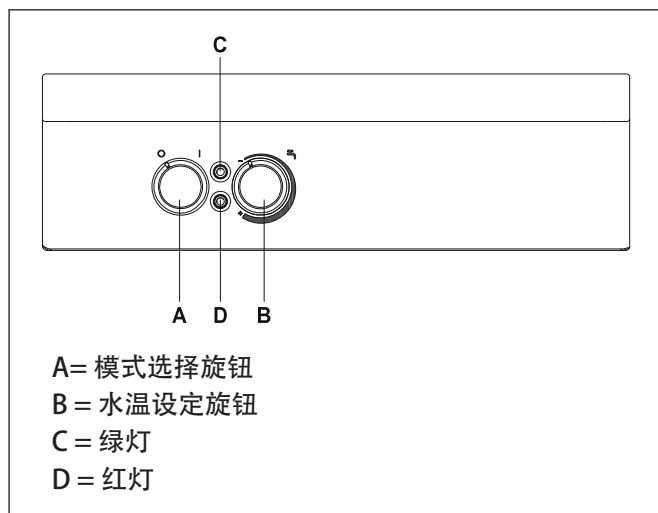 C
O I
-
+
A D B
A= 模式选择旋钮
B = 水温设定旋钮
C = 绿灯
D = 红灯